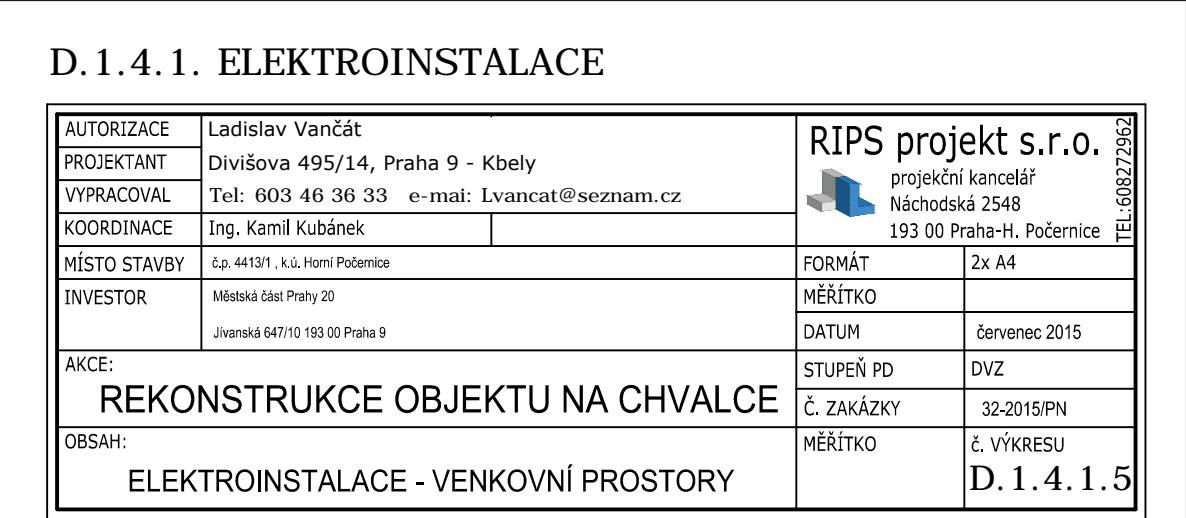 D.1.4.1. ELEKTROINSTALACE
AUTORIZACE Ladislav Vančát
PROJEKTANT Divišova 495/14, Praha 9 - Kbely
VYPRACOVAL Tel: 603 46 36 33 e-mai: Lvancat@seznam.cz
KOORDINACE Ing. Kamil Kubánek
RIPS projekt s.r.o.
projekční kancelář
Náchodská 2548
193 00 Praha-H. Počernice
TEL:608272962
MÍSTO STAVBY č.p. 4413/1 , k.ú. Horní Počernice
FORMÁT 2x A4
INVESTOR Městská část Prahy 20
MĚŘÍTKO
Jívanská 647/10 193 00 Praha 9
DATUM červenec 2015
AKCE:
REKONSTRUKCE OBJEKTU NA CHVALCE
STUPEŇ PD DVZ
Č. ZAKÁZKY 32-2015/PN
OBSAH:
ELEKTROINSTALACE - VENKOVNÍ PROSTORY
MĚŘÍTKO č. VÝKRESU
D.1.4.1.5